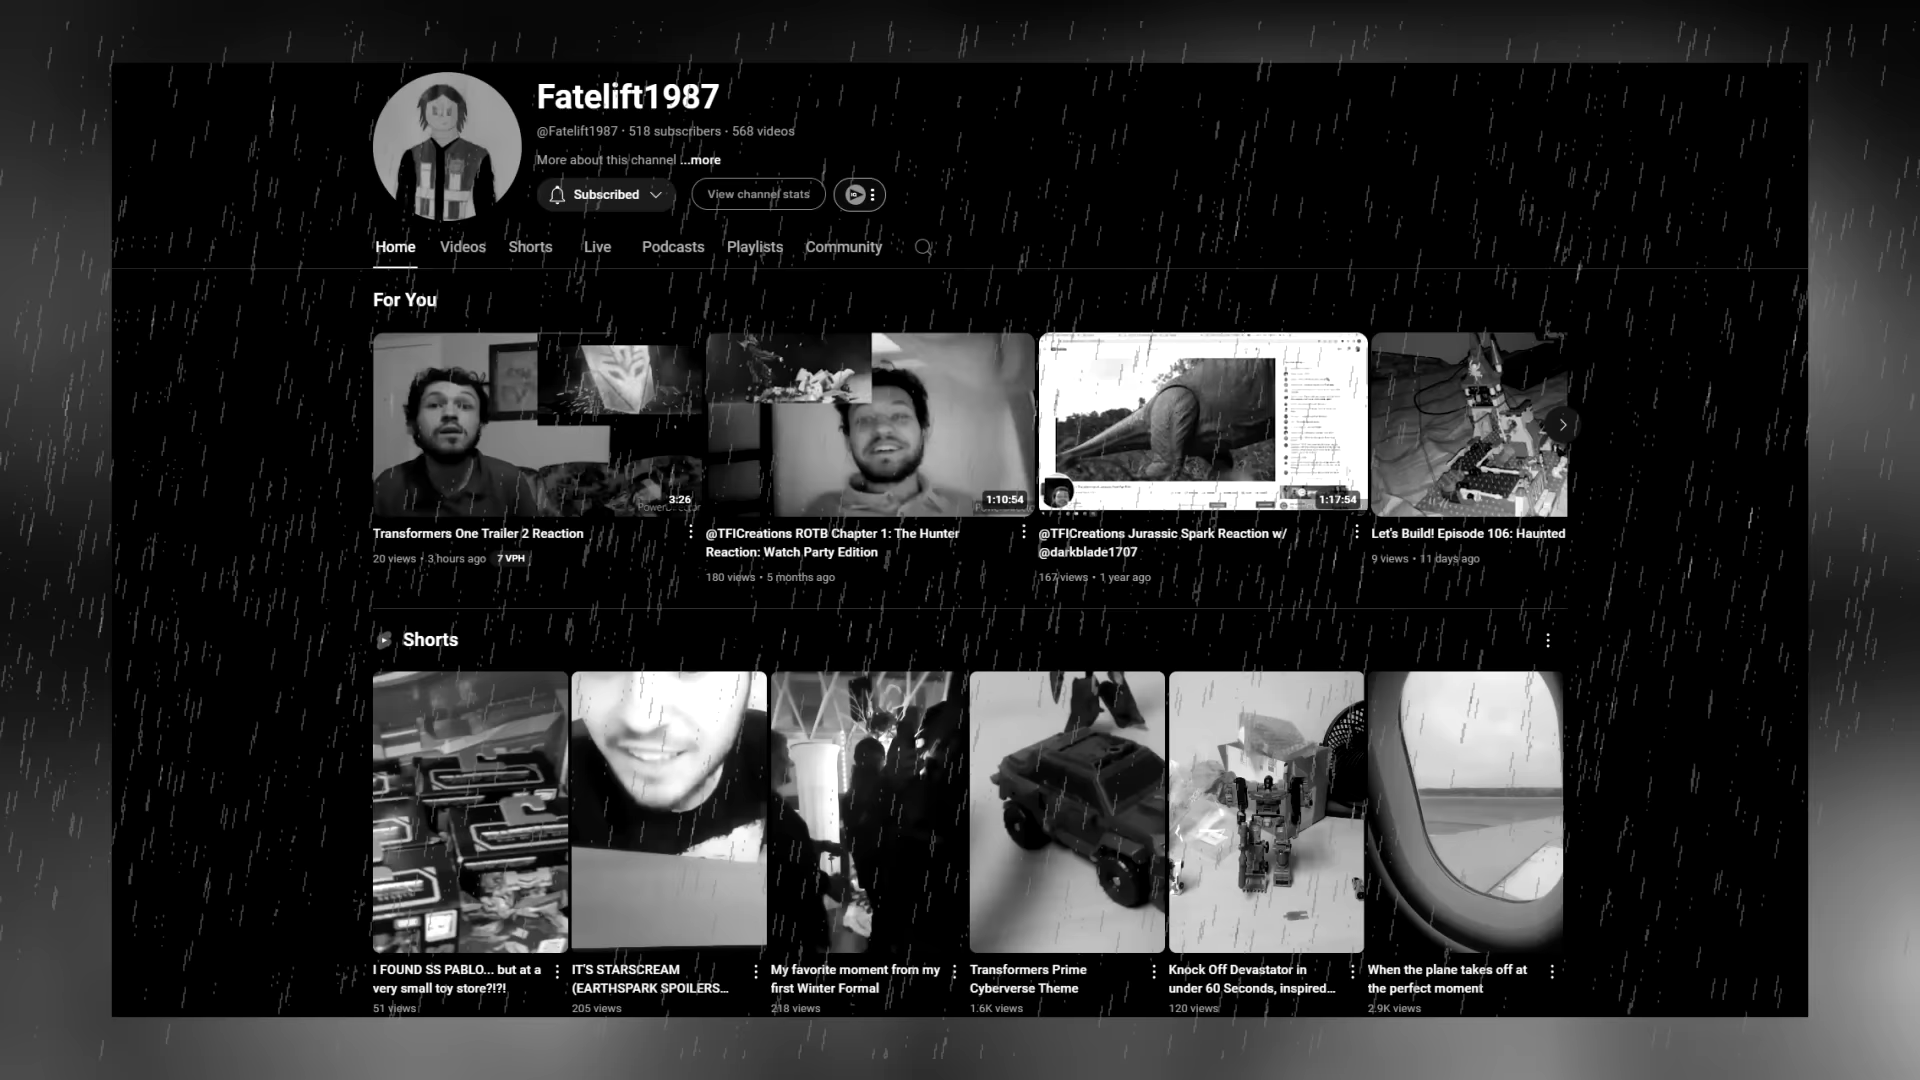 Fatelift1987
@Fatelift1987 · 518 subscribers · 568 videos
More about this channel ...more
Subscribed
View channel stats
Home Videos Shorts Live Podcasts Playlists Community
For You
3:26
1:10:54
1:17:54
Transformers One Trailer 2 Reaction
20 views · 3 hours ago 7 VPH
@TFICreations ROTB Chapter 1: The Hunter
Reaction: Watch Party Edition
180 views · 5 months ago
@TFICreations Jurassic Spark Reaction w/
@darkblade1707
167 views · 1 year ago
Let's Build! Episode 106: Haunted
9 views · 11 days ago
Shorts
I FOUND SS PABLO... but at a
very small toy store?!?!
51 views
IT'S STARSCREAM
(EARTHSPARK SPOILERS...
205 views
My favorite moment from my
first Winter Formal
218 views
Transformers Prime
Cyberverse Theme
1.6K views
Knock Off Devastator in
under 60 Seconds, inspired...
120 views
When the plane takes off at
the perfect moment
2.9K views